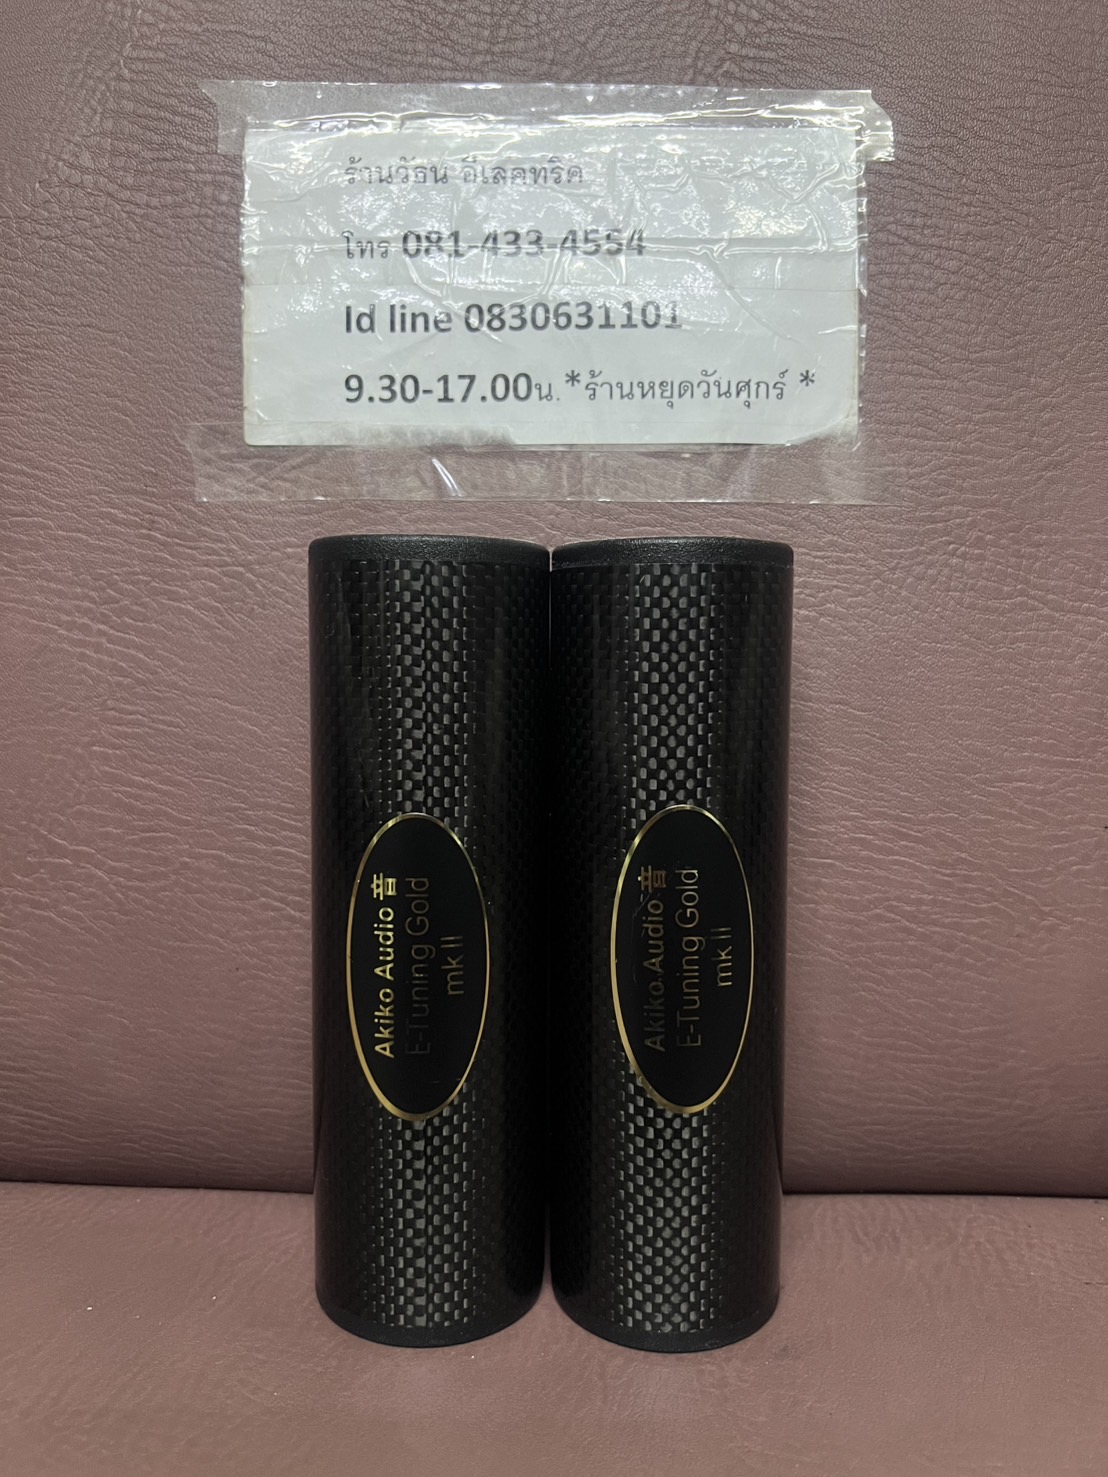 ร้านวัธน อีเลคทริค
โทร 081-433-4554
Id line 0830631101
9.30-17.00น.*ร้านหยุดวันศุกร์ *
Akiko Audio 音
E-Tuning Gold
mk II
Akiko Audio 音
E-Tuning Gold
mk II